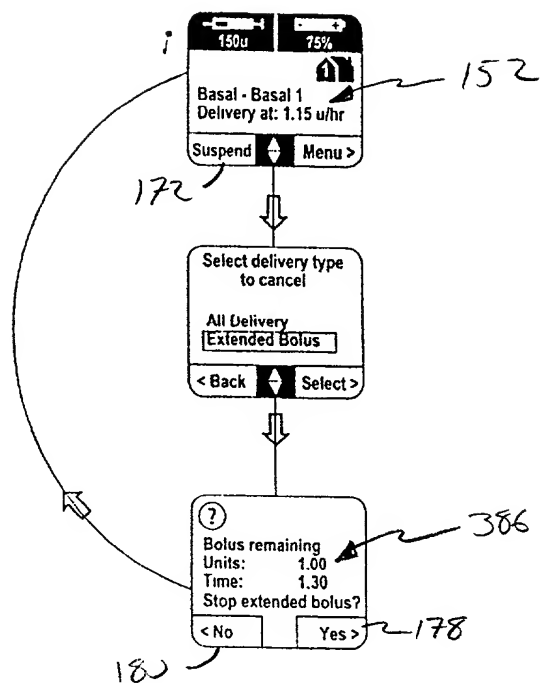 i
150u
75%
1
152
Basal - Basal 1
Delivery at: 1.15 u/hr
Suspend
Menu >
172
Select delivery type
to cancel
All Delivery
Extended Bolus
< Back
Select >
?
386
Bolus remaining
Units: 1.00
Time: 1.30
Stop extended bolus?
< No
Yes >
178
180